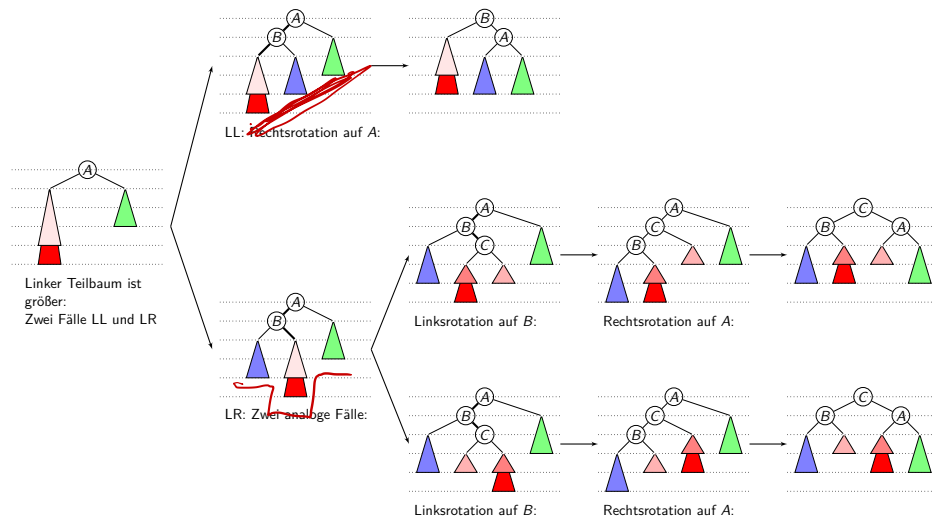 A
B
B
A
LL: Rechtsrotation auf A:
A
Linker Teilbaum ist
größer:
Zwei Fälle LL und LR
A
B
C
Linksrotation auf B:
A
C
B
Rechtsrotation auf A:
C
B
A
A
B
LR: Zwei analoge Fälle:
A
B
C
Linksrotation auf B:
A
C
B
Rechtsrotation auf A:
C
B
A